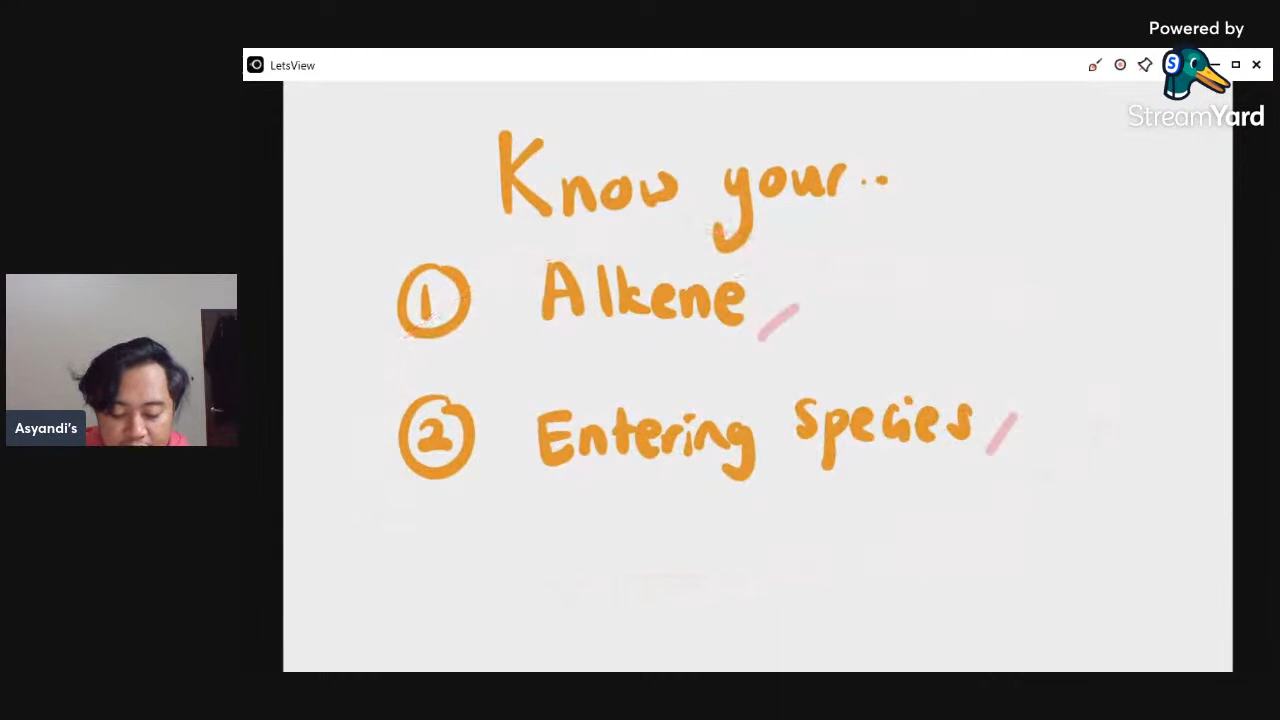 Powered by
StreamYard
LetsView
Know your..
1 Alkene
2 Entering species
Asyandi's